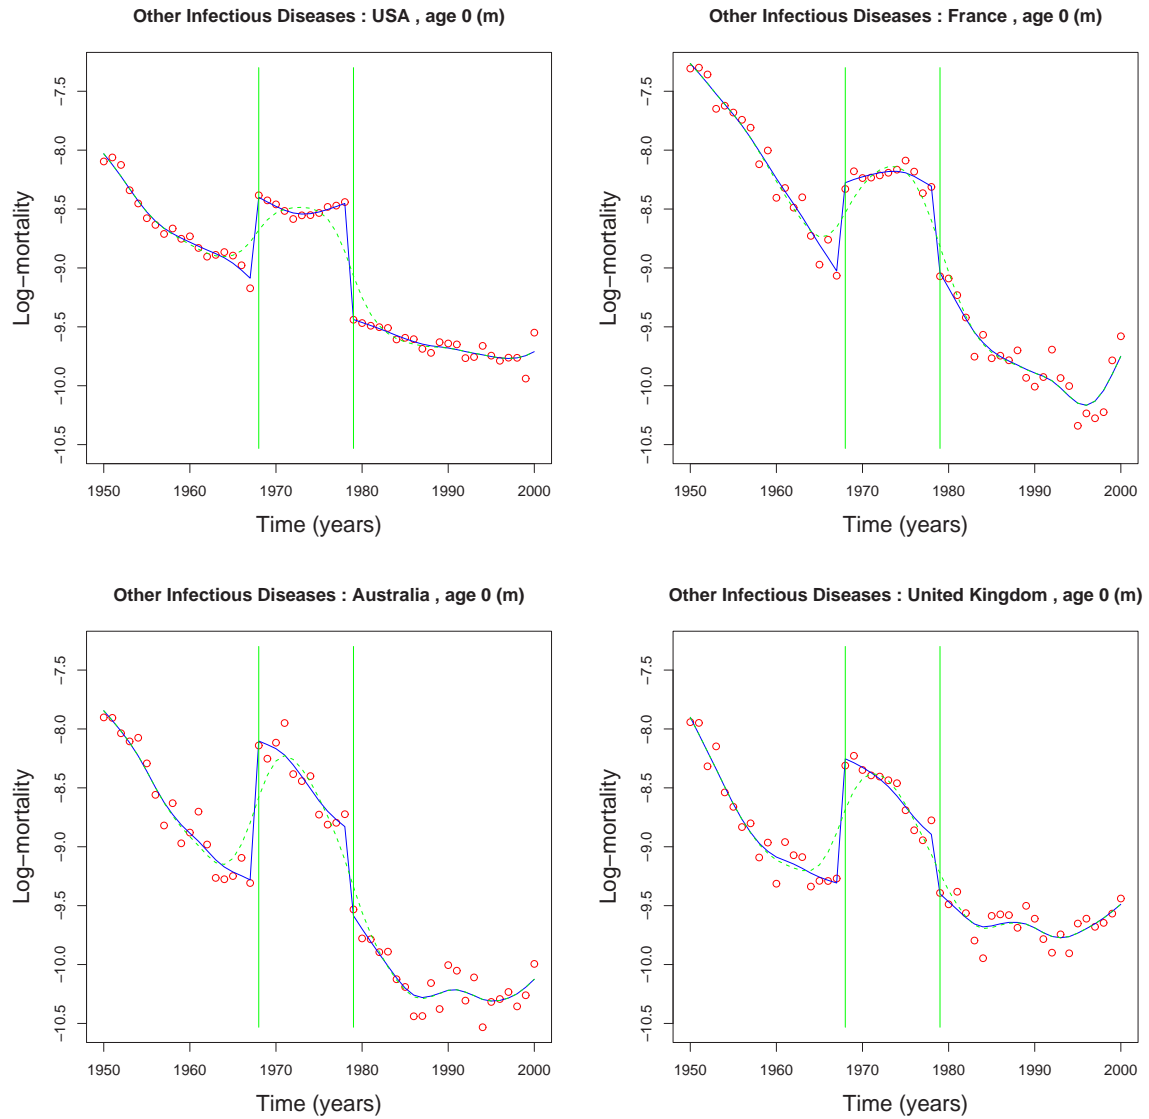 Other Infectious Diseases : USA , age 0 (m)
Log−mortality
−7.5
−8.0
−8.5
−9.0
−9.5
−10.0
−10.5
1950 1960 1970 1980 1990 2000
Time (years)
Other Infectious Diseases : France , age 0 (m)
Log−mortality
−7.5
−8.0
−8.5
−9.0
−9.5
−10.0
−10.5
1950 1960 1970 1980 1990 2000
Time (years)
Other Infectious Diseases : Australia , age 0 (m)
Log−mortality
−7.5
−8.0
−8.5
−9.0
−9.5
−10.0
−10.5
1950 1960 1970 1980 1990 2000
Time (years)
Other Infectious Diseases : United Kingdom , age 0 (m)
Log−mortality
−7.5
−8.0
−8.5
−9.0
−9.5
−10.0
−10.5
1950 1960 1970 1980 1990 2000
Time (years)